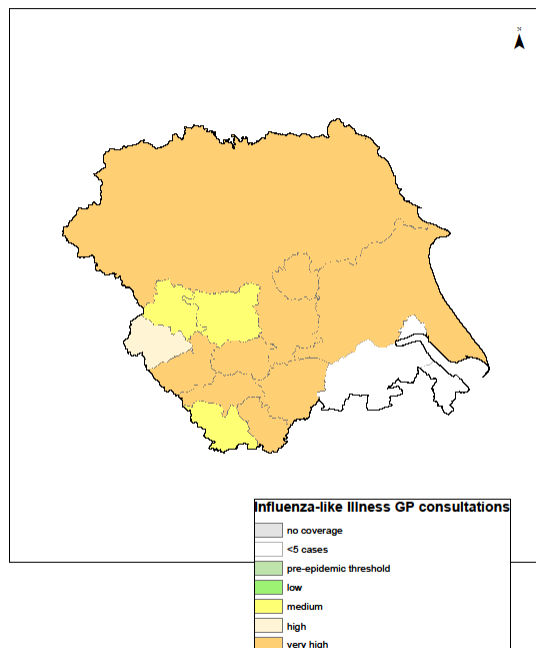 N
Influenza-like Illness GP consultations
no coverage
<5 cases
pre-epidemic threshold
low
medium
high
very high